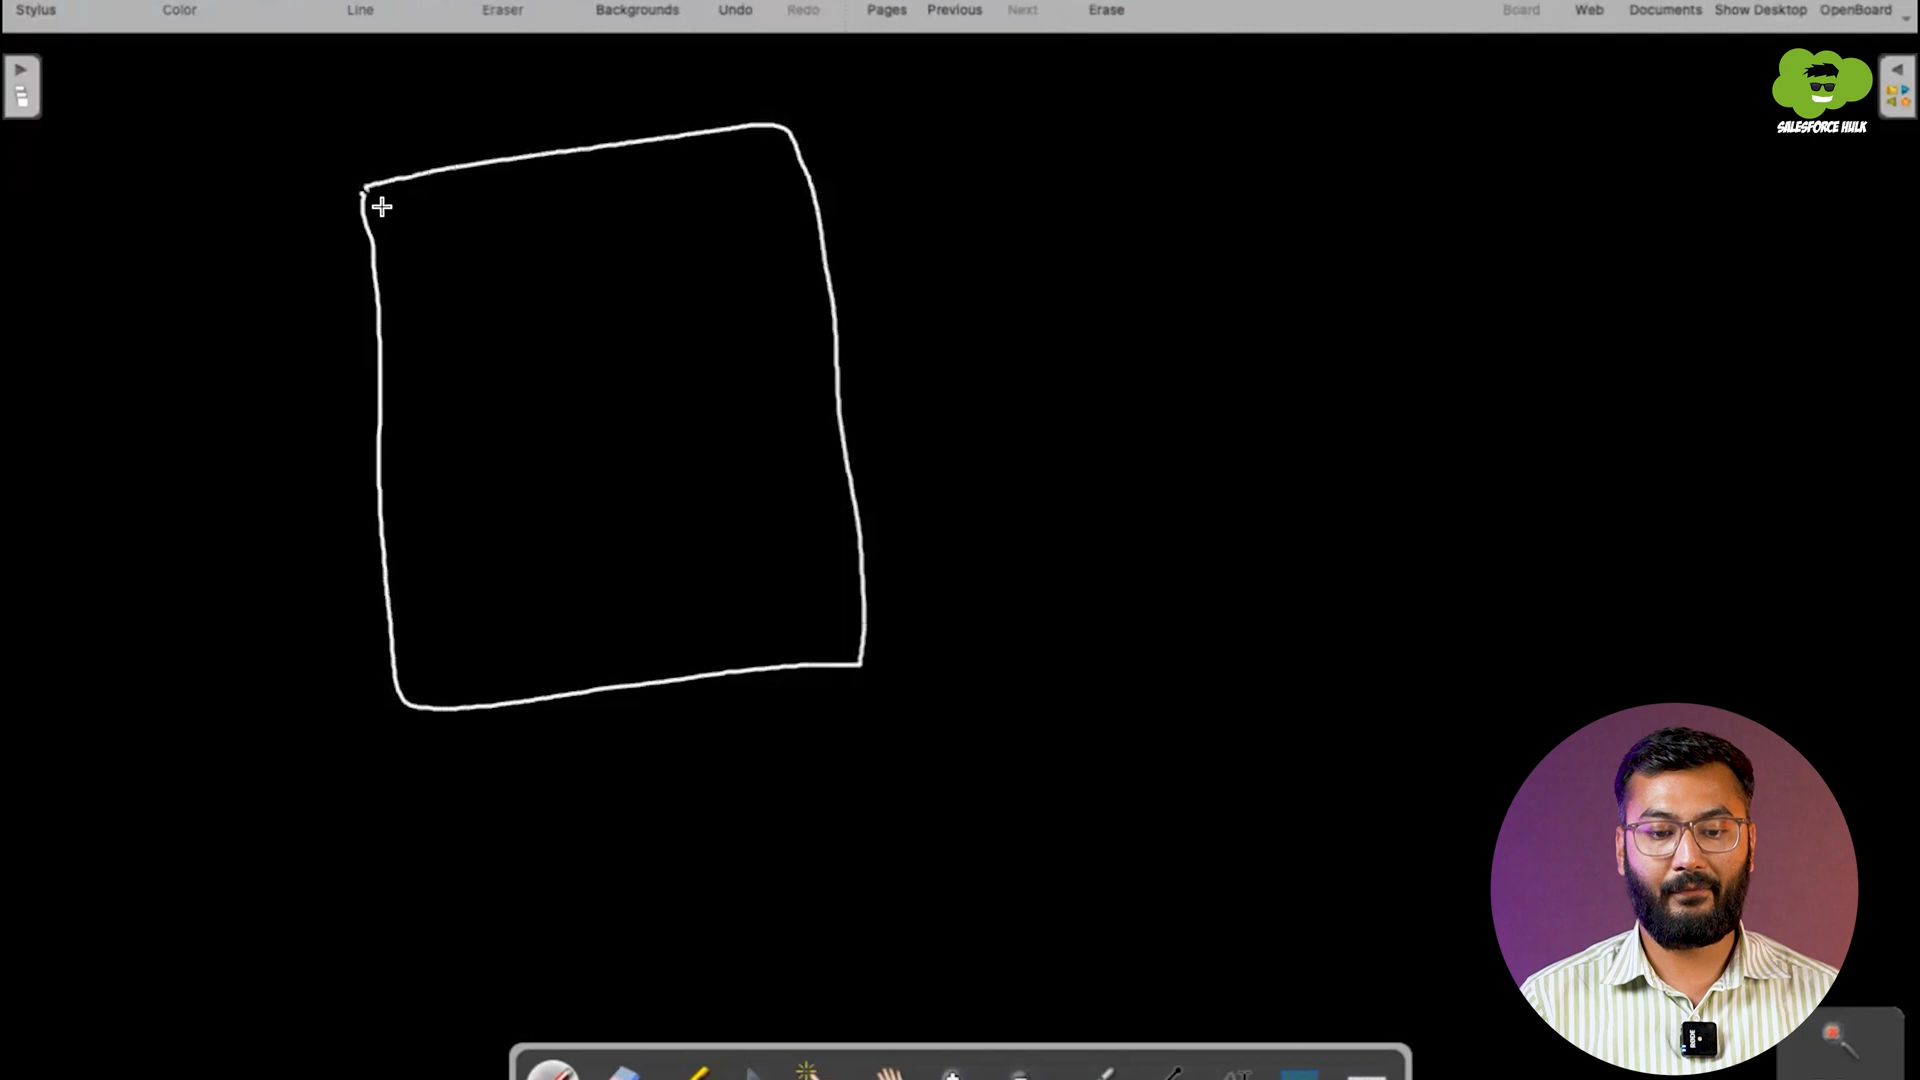 Stylus Color Line Eraser Backgrounds Undo Redo Pages Previous Next Erase Board Web Documents Show Desktop OpenBoard
SALESFORCE HULK
RODE